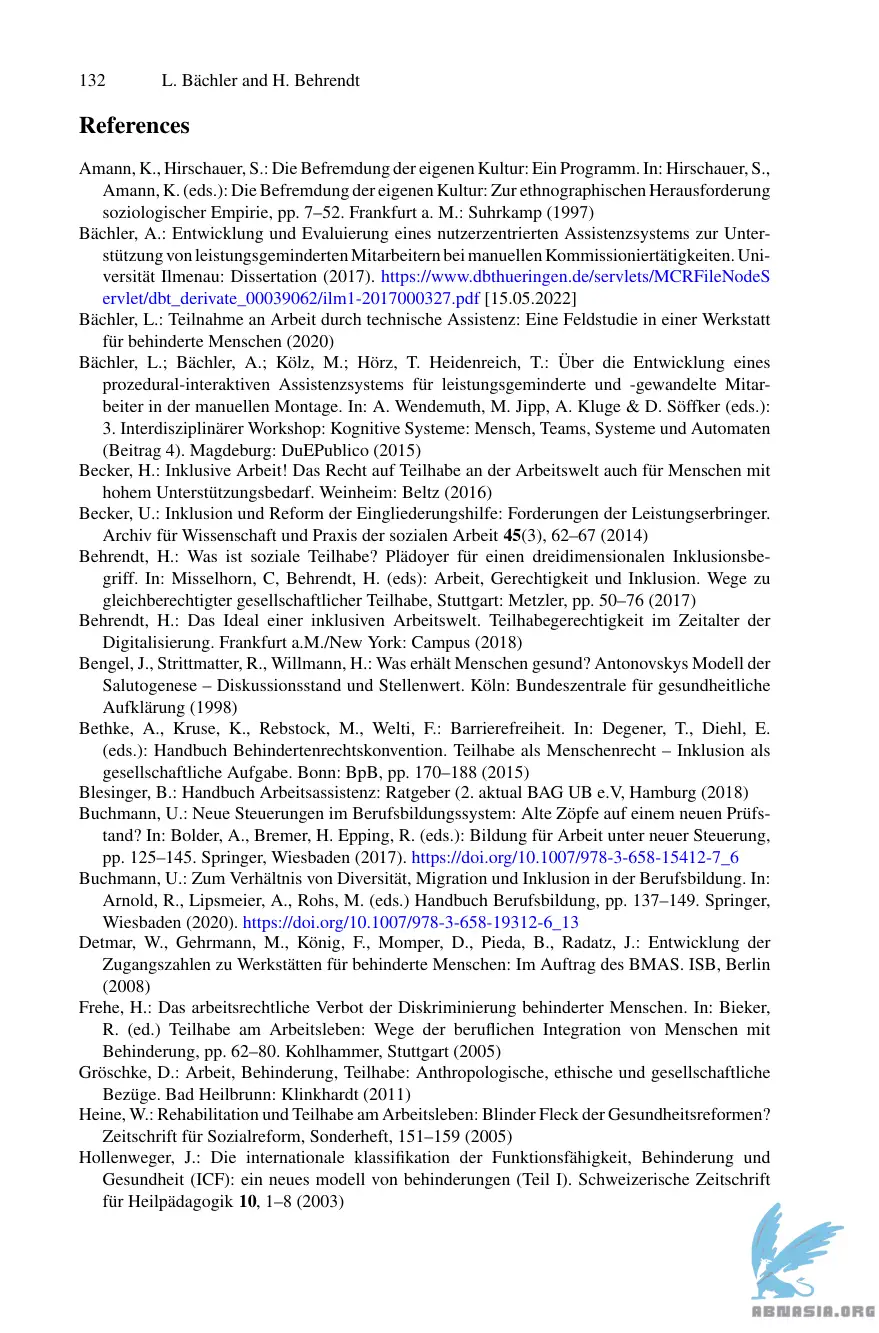 132 L. Bächler and H. Behrendt
References
Amann, K., Hirschauer, S.: Die Befremdung der eigenen Kultur: Ein Programm. In: Hirschauer, S.,
Amann, K. (eds.): Die Befremdung der eigenen Kultur: Zur ethnographischen Herausforderung
soziologischer Empirie, pp. 7–52. Frankfurt a. M.: Suhrkamp (1997)
Bächler, A.: Entwicklung und Evaluierung eines nutzerzentrierten Assistenzsystems zur Unter-
stützung von leistungsgeminderten Mitarbeitern bei manuellen Kommissioniertätigkeiten. Uni-
versität Ilmenau: Dissertation (2017). https://www.dbthueringen.de/servlets/MCRFileNodeS
ervlet/dbt_derivate_00039062/ilm1-2017000327.pdf [15.05.2022]
Bächler, L.: Teilnahme an Arbeit durch technische Assistenz: Eine Feldstudie in einer Werkstatt
für behinderte Menschen (2020)
Bächler, L.; Bächler, A.; Kölz, M.; Hörz, T. Heidenreich, T.: Über die Entwicklung eines
prozedural-interaktiven Assistenzsystems für leistungsgeminderte und -gewandelte Mitar-
beiter in der manuellen Montage. In: A. Wendemuth, M. Jipp, A. Kluge & D. Söffker (eds.):
3. Interdisziplinärer Workshop: Kognitive Systeme: Mensch, Teams, Systeme und Automaten
(Beitrag 4). Magdeburg: DuEPublico (2015)
Becker, H.: Inklusive Arbeit! Das Recht auf Teilhabe an der Arbeitswelt auch für Menschen mit
hohem Unterstützungsbedarf. Weinheim: Beltz (2016)
Becker, U.: Inklusion und Reform der Eingliederungshilfe: Forderungen der Leistungserbringer.
Archiv für Wissenschaft und Praxis der sozialen Arbeit 45(3), 62–67 (2014)
Behrendt, H.: Was ist soziale Teilhabe? Plädoyer für einen dreidimensionalen Inklusionsbe-
griff. In: Misselhorn, C, Behrendt, H. (eds): Arbeit, Gerechtigkeit und Inklusion. Wege zu
gleichberechtigter gesellschaftlicher Teilhabe, Stuttgart: Metzler, pp. 50–76 (2017)
Behrendt, H.: Das Ideal einer inklusiven Arbeitswelt. Teilhabegerechtigkeit im Zeitalter der
Digitalisierung. Frankfurt a.M./New York: Campus (2018)
Bengel, J., Strittmatter, R., Willmann, H.: Was erhält Menschen gesund? Antonovskys Modell der
Salutogenese – Diskussionsstand und Stellenwert. Köln: Bundeszentrale für gesundheitliche
Aufklärung (1998)
Bethke, A., Kruse, K., Rebstock, M., Welti, F.: Barrierefreiheit. In: Degener, T., Diehl, E.
(eds.): Handbuch Behindertenrechtskonvention. Teilhabe als Menschenrecht – Inklusion als
gesellschaftliche Aufgabe. Bonn: BpB, pp. 170–188 (2015)
Blesinger, B.: Handbuch Arbeitsassistenz: Ratgeber (2. aktual BAG UB e.V, Hamburg (2018)
Buchmann, U.: Neue Steuerungen im Berufsbildungssystem: Alte Zöpfe auf einem neuen Prüfs-
tand? In: Bolder, A., Bremer, H. Epping, R. (eds.): Bildung für Arbeit unter neuer Steuerung,
pp. 125–145. Springer, Wiesbaden (2017). https://doi.org/10.1007/978-3-658-15412-7_6
Buchmann, U.: Zum Verhältnis von Diversität, Migration und Inklusion in der Berufsbildung. In:
Arnold, R., Lipsmeier, A., Rohs, M. (eds.) Handbuch Berufsbildung, pp. 137–149. Springer,
Wiesbaden (2020). https://doi.org/10.1007/978-3-658-19312-6_13
Detmar, W., Gehrmann, M., König, F., Momper, D., Pieda, B., Radatz, J.: Entwicklung der
Zugangszahlen zu Werkstätten für behinderte Menschen: Im Auftrag des BMAS. ISB, Berlin
(2008)
Frehe, H.: Das arbeitsrechtliche Verbot der Diskriminierung behinderter Menschen. In: Bieker,
R. (ed.) Teilhabe am Arbeitsleben: Wege der beruflichen Integration von Menschen mit
Behinderung, pp. 62–80. Kohlhammer, Stuttgart (2005)
Gröschke, D.: Arbeit, Behinderung, Teilhabe: Anthropologische, ethische und gesellschaftliche
Bezüge. Bad Heilbrunn: Klinkhardt (2011)
Heine, W.: Rehabilitation und Teilhabe am Arbeitsleben: Blinder Fleck der Gesundheitsreformen?
Zeitschrift für Sozialreform, Sonderheft, 151–159 (2005)
Hollenweger, J.: Die internationale klassifikation der Funktionsfähigkeit, Behinderung und
Gesundheit (ICF): ein neues modell von behinderungen (Teil I). Schweizerische Zeitschrift
für Heilpädagogik 10, 1–8 (2003)
ABNASIA.ORG